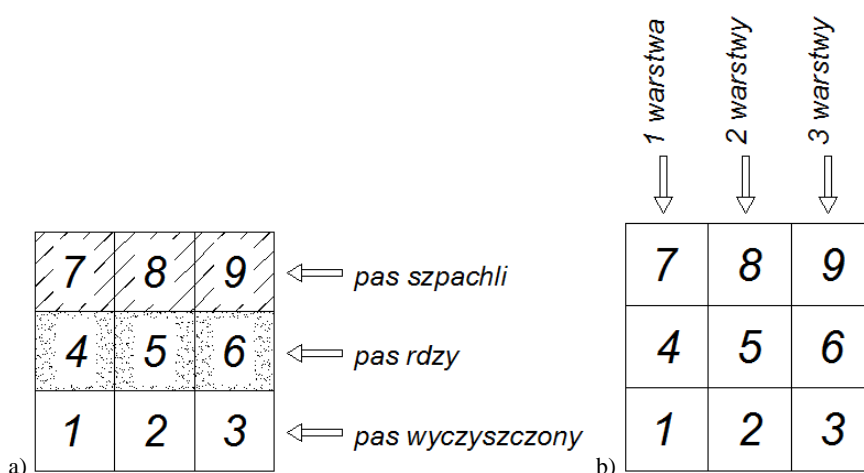 7 8 9
pas szpachli
4 5 6
pas rdzy
1 2 3
pas wyczyszczony
a)
1 warstwa
2 warstwy
3 warstwy
7 8 9
4 5 6
1 2 3
b)